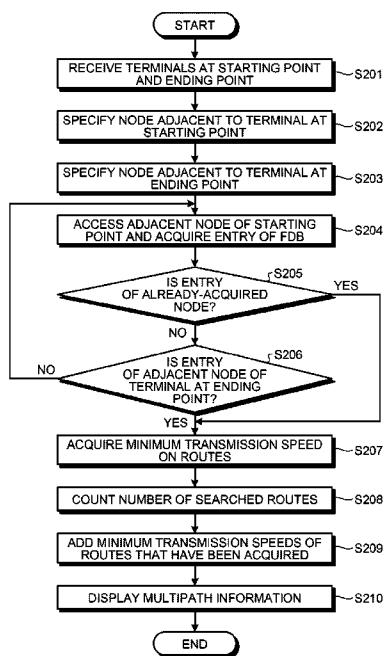 START
RECEIVE TERMINALS AT STARTING POINT
AND ENDING POINT
S201
SPECIFY NODE ADJACENT TO TERMINAL AT
STARTING POINT
S202
SPECIFY NODE ADJACENT TO TERMINAL AT
ENDING POINT
S203
ACCESS ADJACENT NODE OF STARTING
POINT AND ACQUIRE ENTRY OF FDB
S204
IS ENTRY
OF ALREADY-ACQUIRED
NODE?
S205
YES
NO
IS ENTRY
OF ADJACENT NODE OF
TERMINAL AT ENDING
POINT?
S206
NO
YES
ACQUIRE MINIMUM TRANSMISSION SPEED
ON ROUTES
S207
COUNT NUMBER OF SEARCHED ROUTES
S208
ADD MINIMUM TRANSMISSION SPEEDS OF
ROUTES THAT HAVE BEEN ACQUIRED
S209
DISPLAY MULTIPATH INFORMATION
S210
END